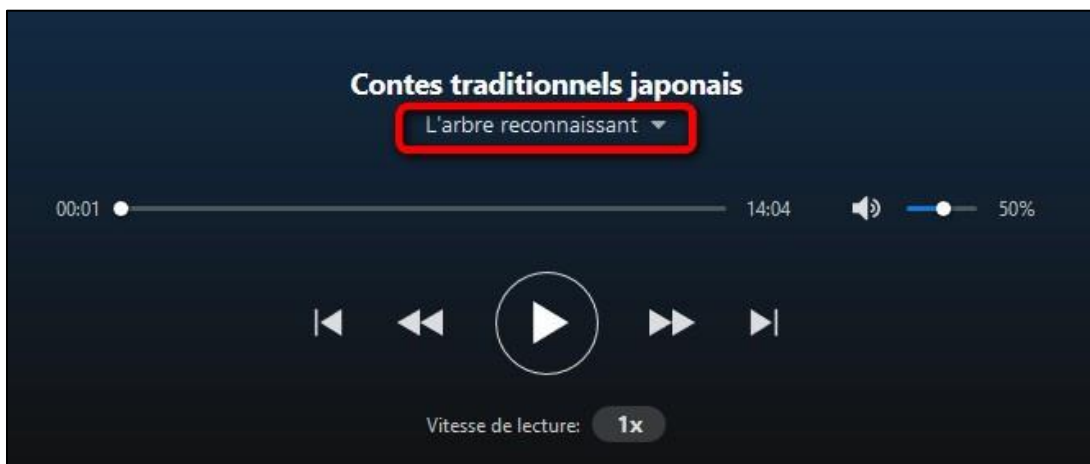 Contes traditionnels japonais
L'arbre reconnaissant
00:01 14:04 50%
Vitesse de lecture: 1x